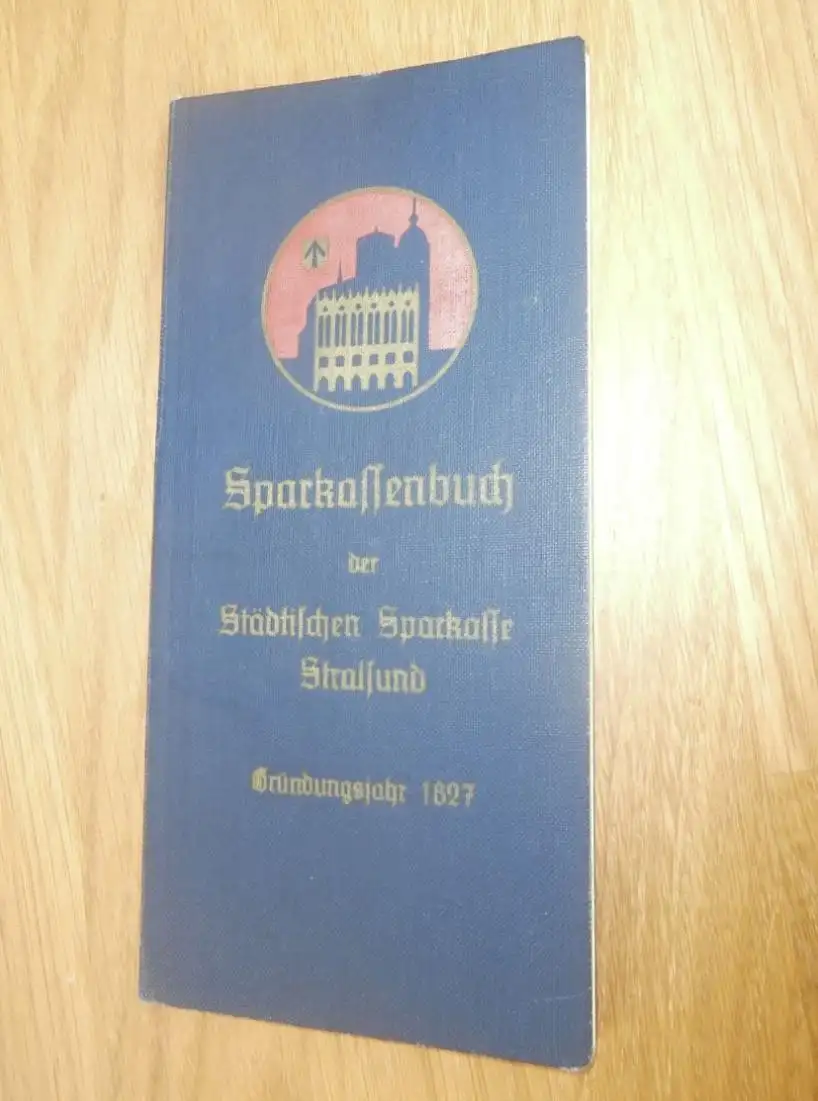 Sparkassenbuch
der
Städtischen Sparkasse
Stralsund
Gründungsjahr 1827